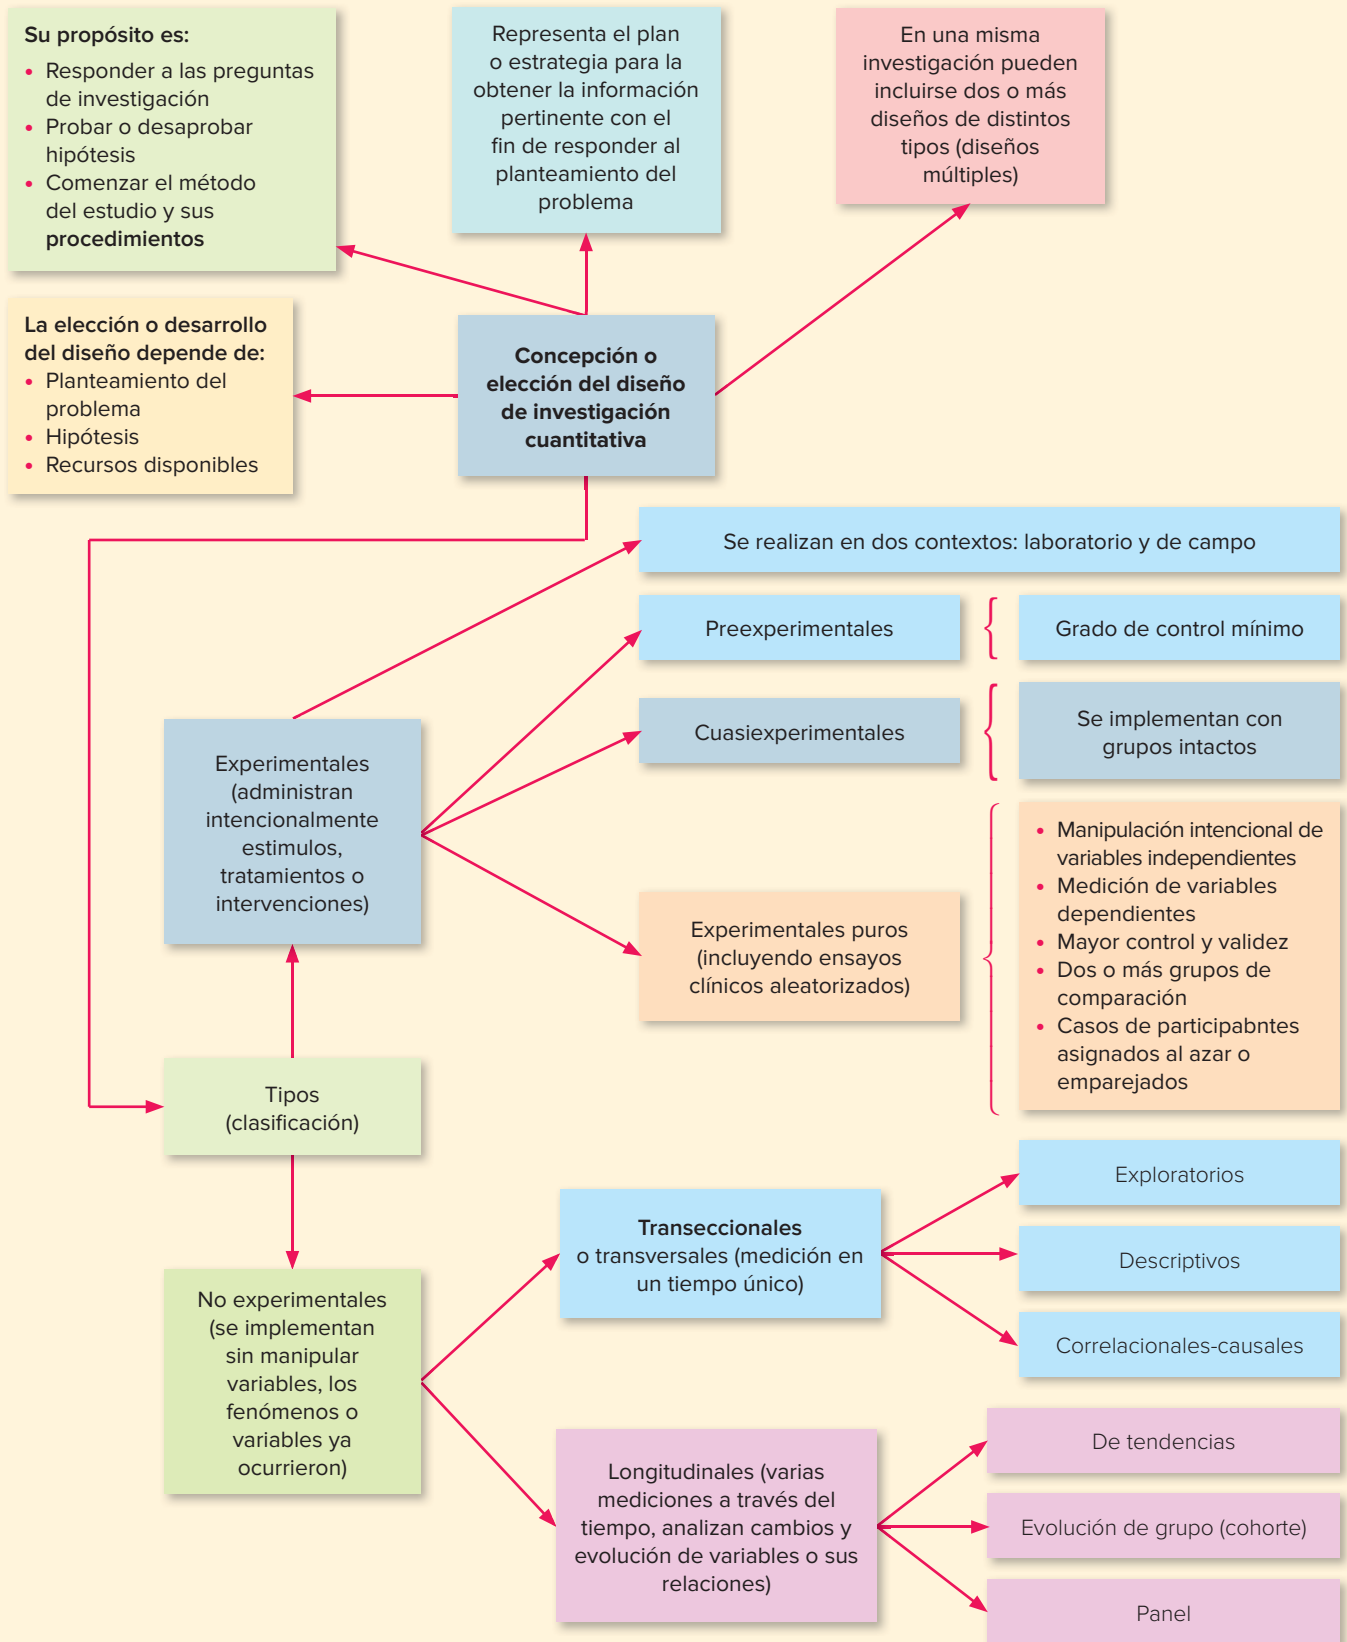 Su propósito es:
• Responder a las preguntas
de investigación
• Probar o desaprobar
hipótesis
• Comenzar el método
del estudio y sus
procedimientos
Representa el plan
o estrategia para la
obtener la información
pertinente con el
fin de responder al
planteamiento del
problema
En una misma
investigación pueden
incluirse dos o más
diseños de distintos
tipos (diseños
múltiples)
La elección o desarrollo
del diseño depende de:
• Planteamiento del
problema
• Hipótesis
• Recursos disponibles
Concepción o
elección del diseño
de investigación
cuantitativa
Se realizan en dos contextos: laboratorio y de campo
Preexperimentales
Grado de control mínimo
Cuasiexperimentales
Se implementan con
grupos intactos
Experimentales
(administran
intencionalmente
estimulos,
tratamientos o
intervenciones)
Experimentales puros
(incluyendo ensayos
clínicos aleatorizados)
• Manipulación intencional de
variables independientes
• Medición de variables
dependientes
• Mayor control y validez
• Dos o más grupos de
comparación
• Casos de participabntes
asignados al azar o
emparejados
Tipos
(clasificación)
No experimentales
(se implementan
sin manipular
variables, los
fenómenos o
variables ya
ocurrieron)
Transeccionales
o transversales (medición en
un tiempo único)
Exploratorios
Descriptivos
Correlacionales-causales
Longitudinales (varias
mediciones a través del
tiempo, analizan cambios y
evolución de variables o sus
relaciones)
De tendencias
Evolución de grupo (cohorte)
Panel